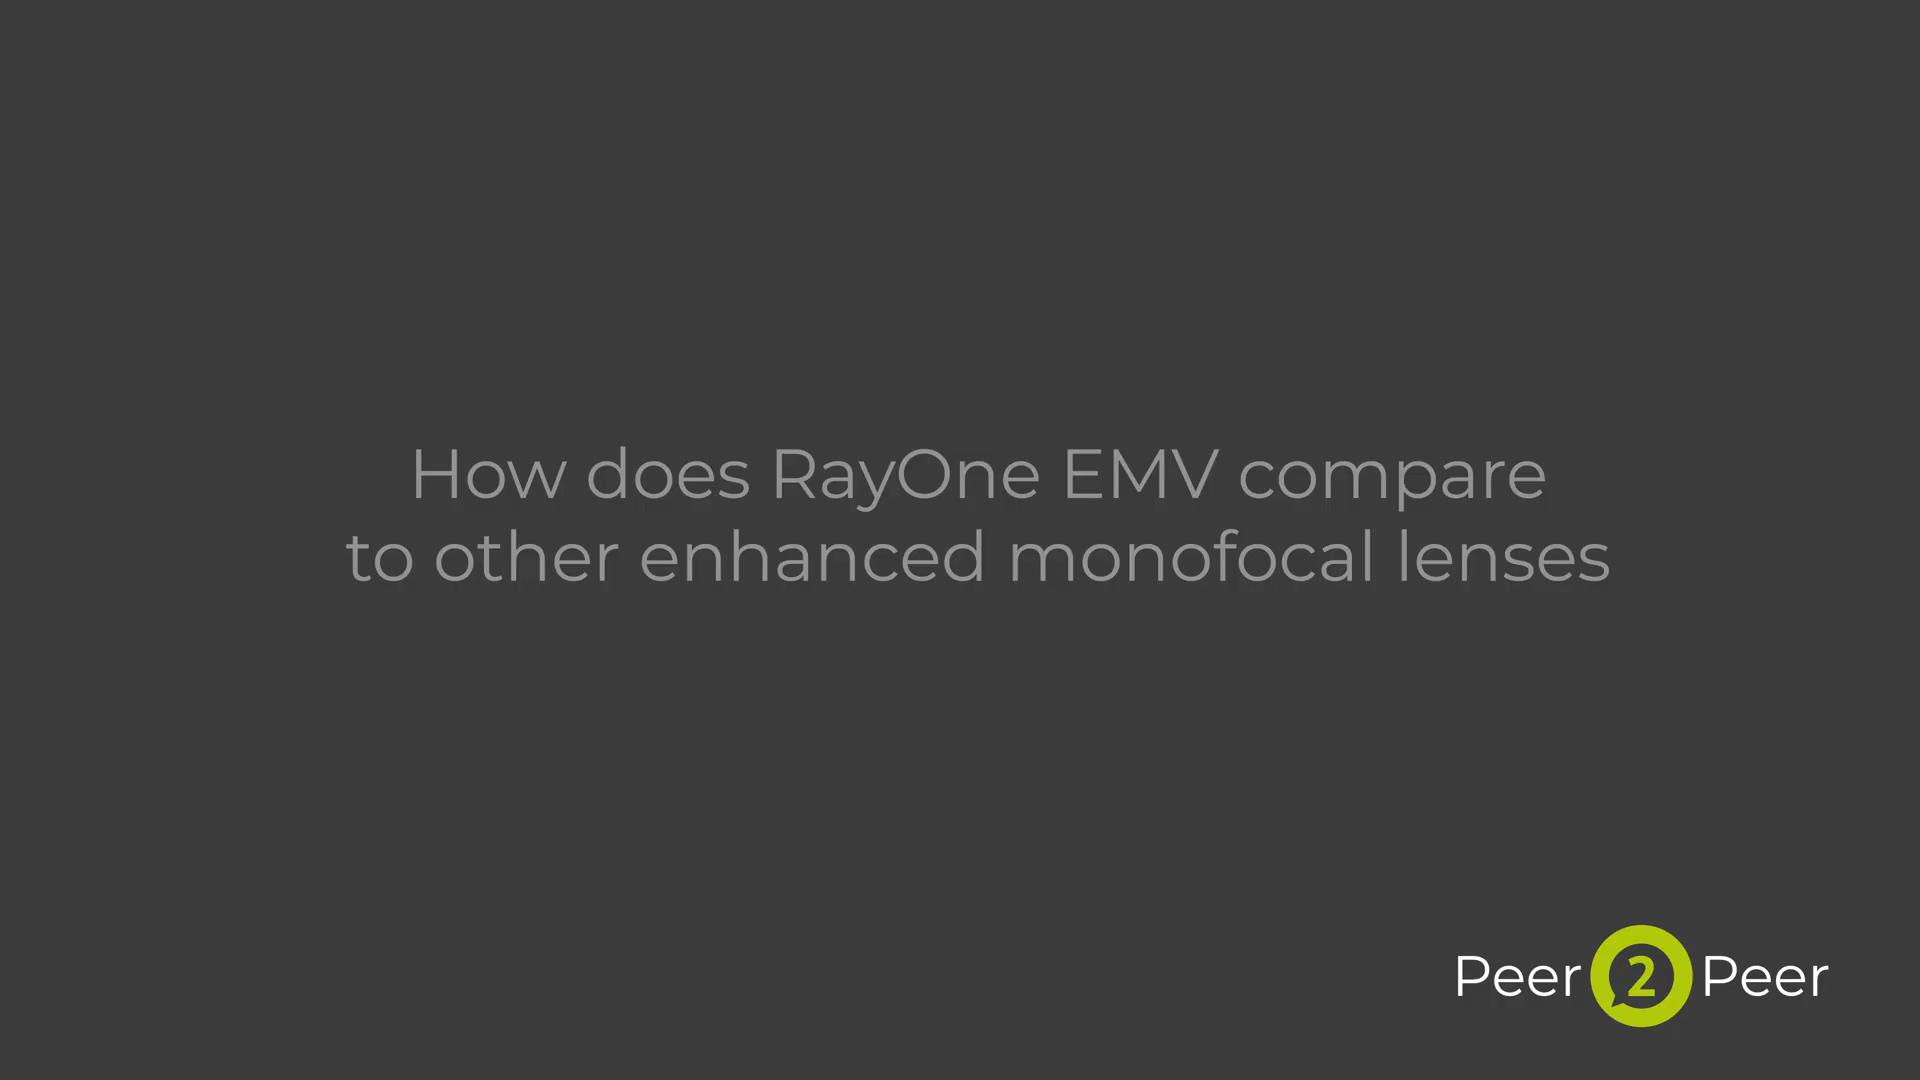 How does RayOne EMV compare
to other enhanced monofocal lenses
Peer 2 Peer